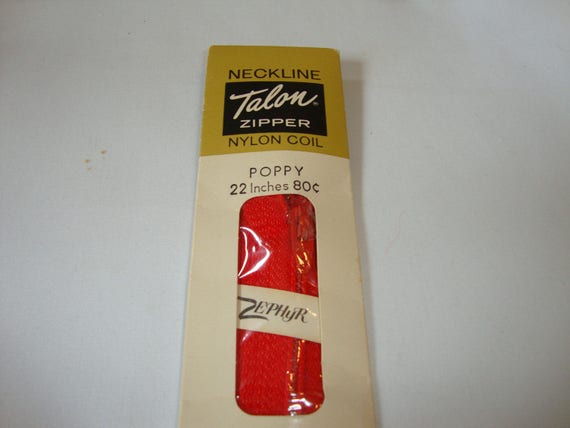 NECKLINE
Talon®
ZIPPER
NYLON COIL
POPPY
22 Inches 80¢
ZEPHyR